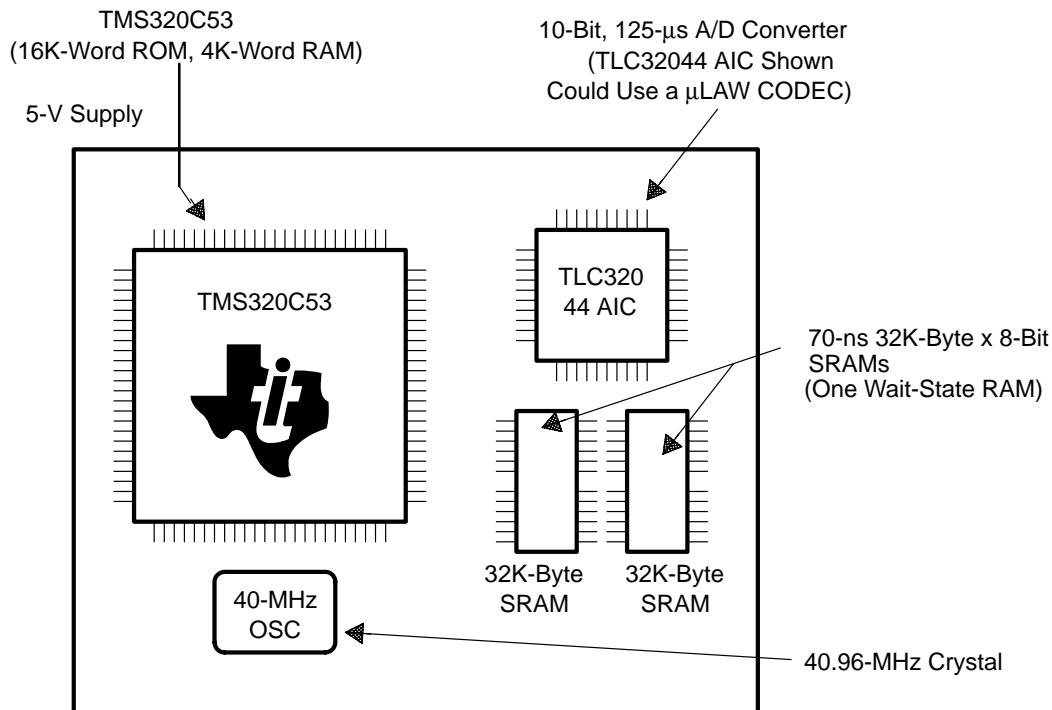 TMS320C53
(16K-Word ROM, 4K-Word RAM)
5-V Supply
10-Bit, 125-μs A/D Converter
(TLC32044 AIC Shown
Could Use a μLAW CODEC)
TMS320C53
TLC320
44 AIC
70-ns 32K-Byte x 8-Bit
SRAMs
(One Wait-State RAM)
32K-Byte
SRAM
32K-Byte
SRAM
40-MHz
OSC
40.96-MHz Crystal